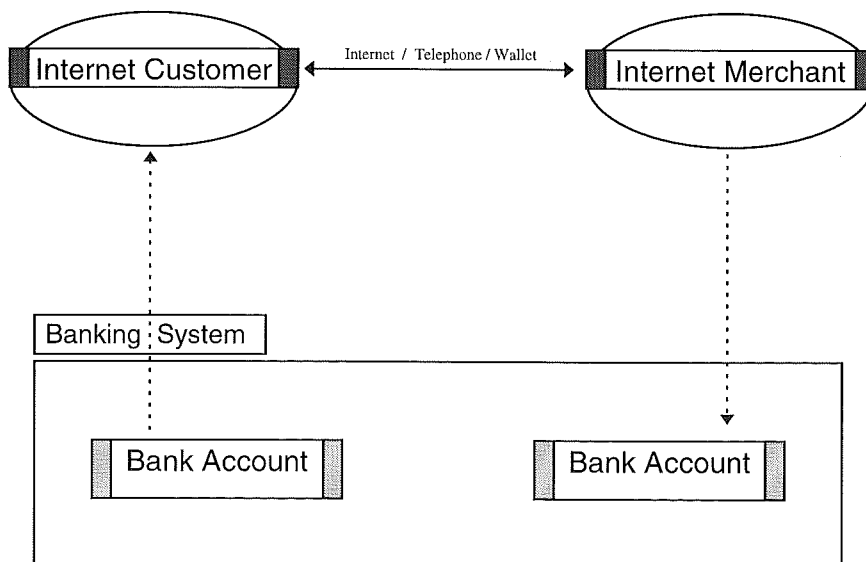 Internet / Telephone / Wallet
Internet Customer
Internet Merchant
Banking System
Bank Account
Bank Account